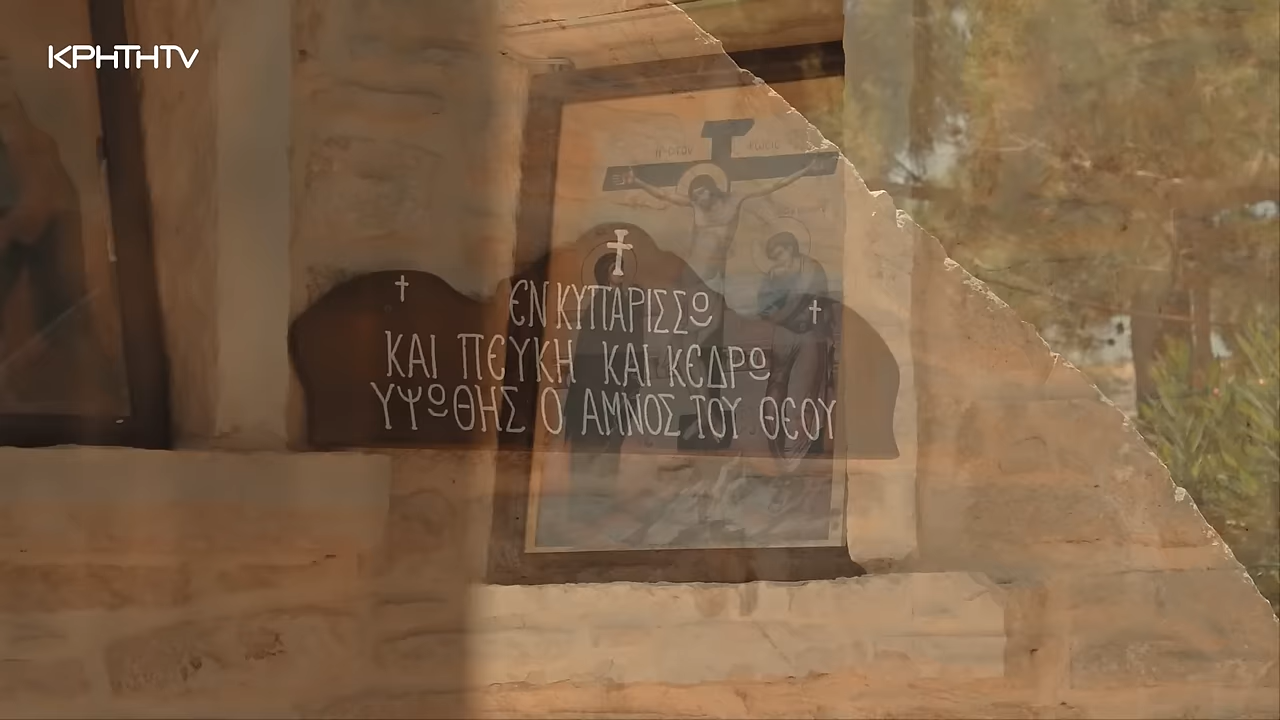 ΚΡΗΤΗTV
ΕΝ ΚΥΠΑΡΙΣΣΩ
ΚΑΙ ΠΕΥΚΗ ΚΑΙ ΚΕΔΡΩ
ΥΨΩΘΗΣ Ο ΑΜΝΟΣ ΤΟΥ ΘΕΟΥ